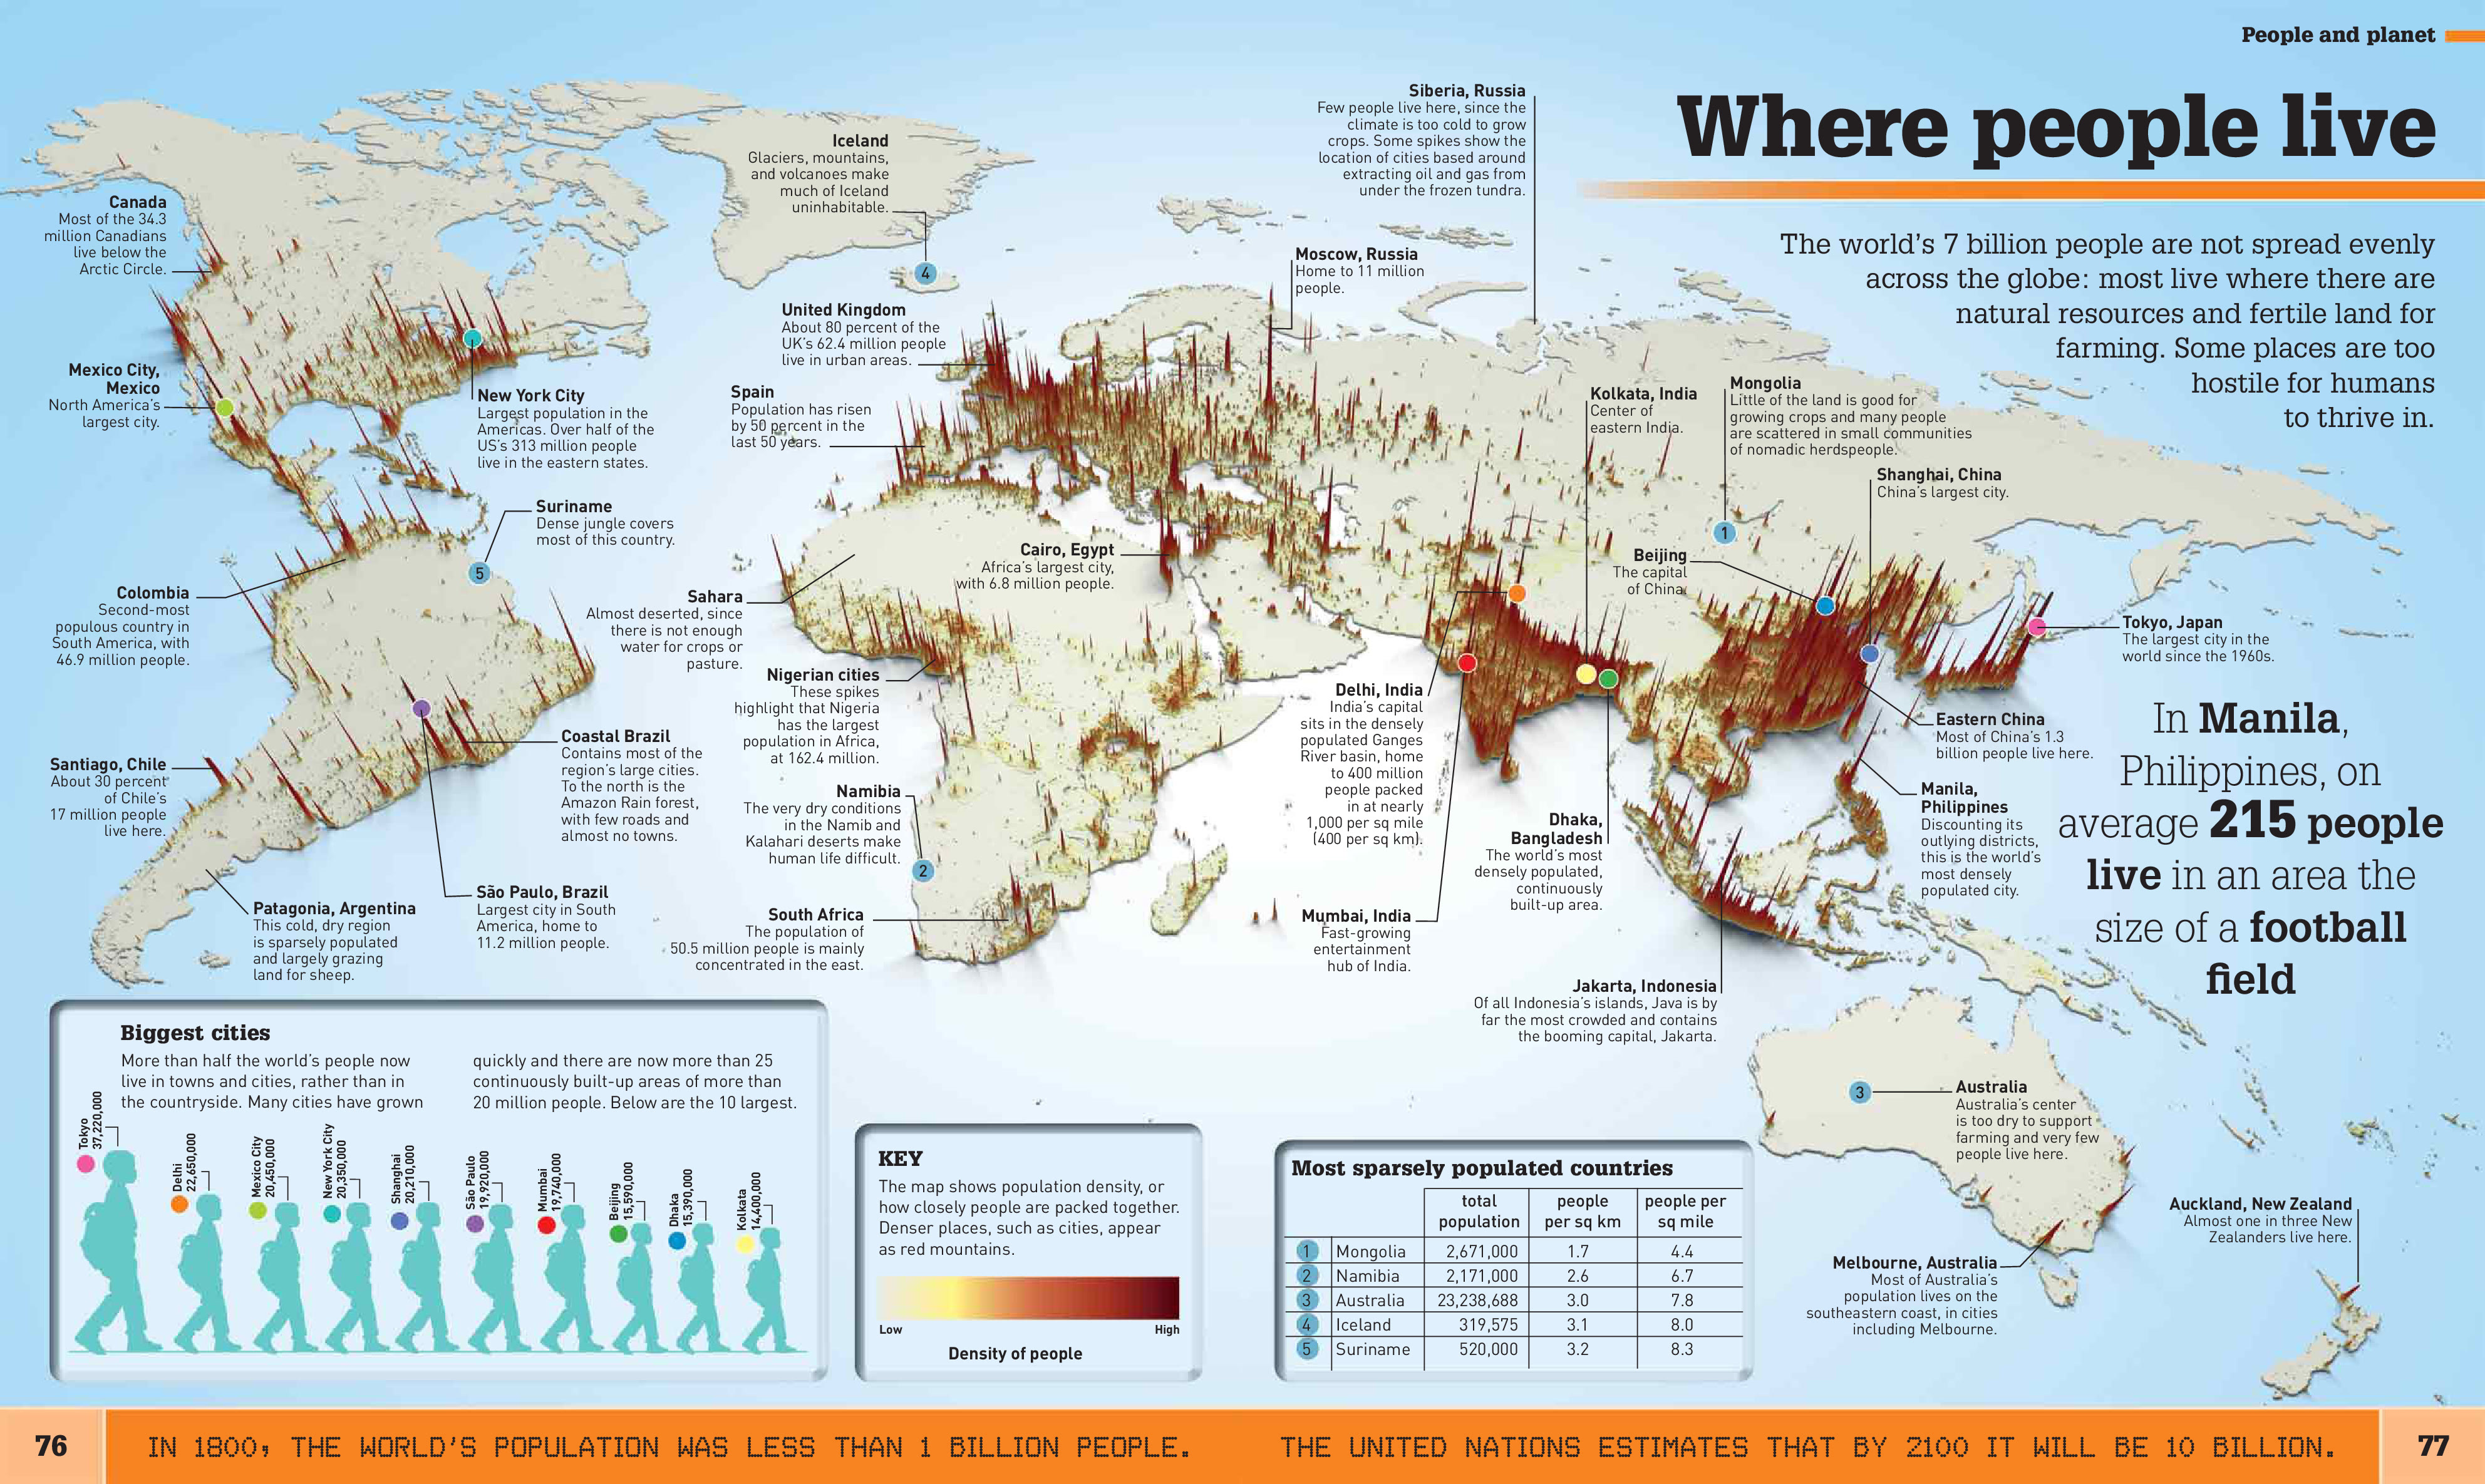 People and planet
Where people live
The world's 7 billion people are not spread evenly
across the globe: most live where there are
natural resources and fertile land for
farming. Some places are too
hostile for humans
to thrive in.
Canada
Most of the 34.3
million Canadians
live below the
Arctic Circle.
Mexico City,
Mexico
North America's
largest city.
New York City
Largest population in the
Americas. Over half of the
US's 313 million people
live in the eastern states.
Suriname
Dense jungle covers
most of this country.
5
Colombia
Second-most
populous country in
South America, with
46.9 million people.
Santiago, Chile
About 30 percent
of Chile's
17 million people
live here.
Patagonia, Argentina
This cold, dry region
is sparsely populated
and largely grazing
land for sheep.
São Paulo, Brazil
Largest city in South
America, home to
11.2 million people.
Coastal Brazil
Contains most of the
region's large cities.
To the north is the
Amazon Rain forest,
with few roads and
almost no towns.
Iceland
Glaciers, mountains,
and volcanoes make
much of Iceland
uninhabitable.
4
United Kingdom
About 80 percent of the
UK's 62.4 million people
live in urban areas.
Spain
Population has risen
by 50 percent in the
last 50 years.
Cairo, Egypt
Africa's largest city,
with 6.8 million people.
Sahara
Almost deserted, since
there is not enough
water for crops or
pasture.
Nigerian cities
These spikes
highlight that Nigeria
has the largest
population in Africa,
at 162.4 million.
Namibia
The very dry conditions
in the Namib and
Kalahari deserts make
human life difficult.
2
South Africa
The population of
50.5 million people is mainly
concentrated in the east.
Siberia, Russia
Few people live here, since the
climate is too cold to grow
crops. Some spikes show the
location of cities based around
extracting oil and gas from
under the frozen tundra.
Moscow, Russia
Home to 11 million
people.
Kolkata, India
Center of
eastern India.
Mongolia
Little of the land is good for
growing crops and many people
are scattered in small communities
of nomadic herdspeople.
1
Shanghai, China
China's largest city.
Beijing
The capital
of China.
Tokyo, Japan
The largest city in the
world since the 1960s.
Delhi, India
India's capital
sits in the densely
populated Ganges
River basin, home
to 400 million
people packed
in at nearly
1,000 per sq mile
(400 per sq km).
Mumbai, India
Fast-growing
entertainment
hub of India.
Dhaka,
Bangladesh
The world's most
densely populated,
continuously
built-up area.
Eastern China
Most of China's 1.3
billion people live here.
Manila,
Philippines
Discounting its
outlying districts,
this is the world's
most densely
populated city.
In Manila,
Philippines, on
average 215 people
live in an area the
size of a football
field
Jakarta, Indonesia
Of all Indonesia's islands, Java is by
far the most crowded and contains
the booming capital, Jakarta.
3
Australia
Australia's center
is too dry to support
farming and very few
people live here.
Melbourne, Australia
Most of Australia's
population lives on the
southeastern coast, in cities
including Melbourne.
Auckland, New Zealand
Almost one in three New
Zealanders live here.
Biggest cities
More than half the world's people now
live in towns and cities, rather than in
the countryside. Many cities have grown
quickly and there are now more than 25
continuously built-up areas of more than
20 million people. Below are the 10 largest.
Tokyo
37,220,000
Delhi
22,650,000
Mexico City
20,450,000
New York City
20,350,000
Shanghai
20,210,000
São Paulo
19,920,000
Mumbai
19,740,000
Beijing
15,590,000
Dhaka
15,390,000
Kolkata
14,400,000
KEY
The map shows population density, or
how closely people are packed together.
Denser places, such as cities, appear
as red mountains.
Low High
Density of people
Most sparsely populated countries
total population people per sq km people per sq mile
1 Mongolia 2,671,000 1.7 4.4
2 Namibia 2,171,000 2.6 6.7
3 Australia 23,238,688 3.0 7.8
4 Iceland 319,575 3.1 8.0
5 Suriname 520,000 3.2 8.3
76 IN 1800, THE WORLD'S POPULATION WAS LESS THAN 1 BILLION PEOPLE. THE UNITED NATIONS ESTIMATES THAT BY 2100 IT WILL BE 10 BILLION. 77